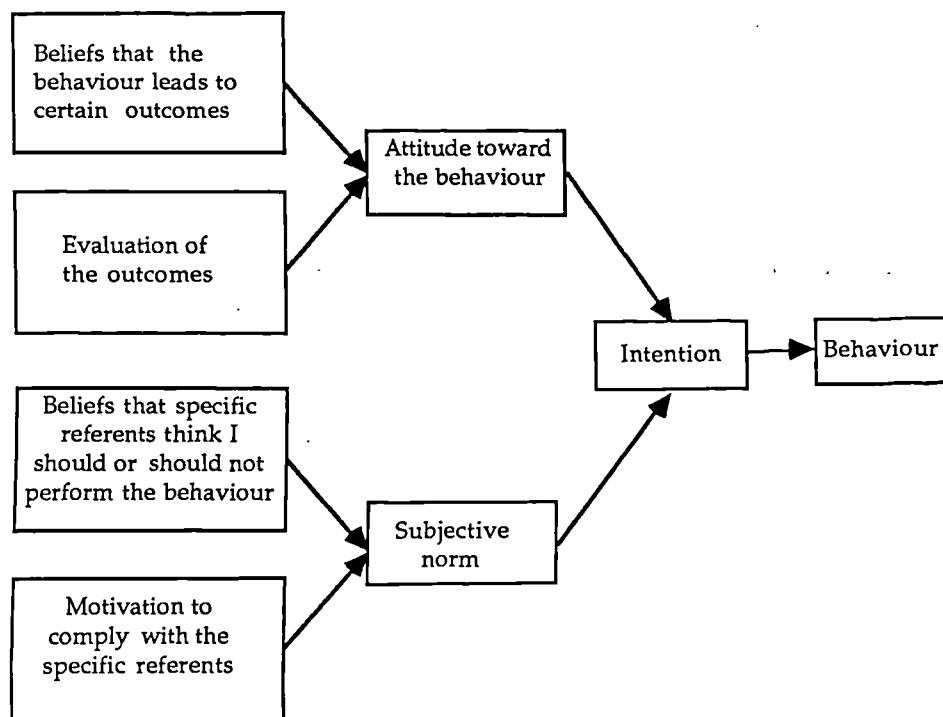 Beliefs that the
behaviour leads to
certain outcomes
Attitude toward
the behaviour
Evaluation of
the outcomes
Intention
Behaviour
Beliefs that specific
referents think I
should or should not
perform the behaviour
Subjective
norm
Motivation to
comply with the
specific referents